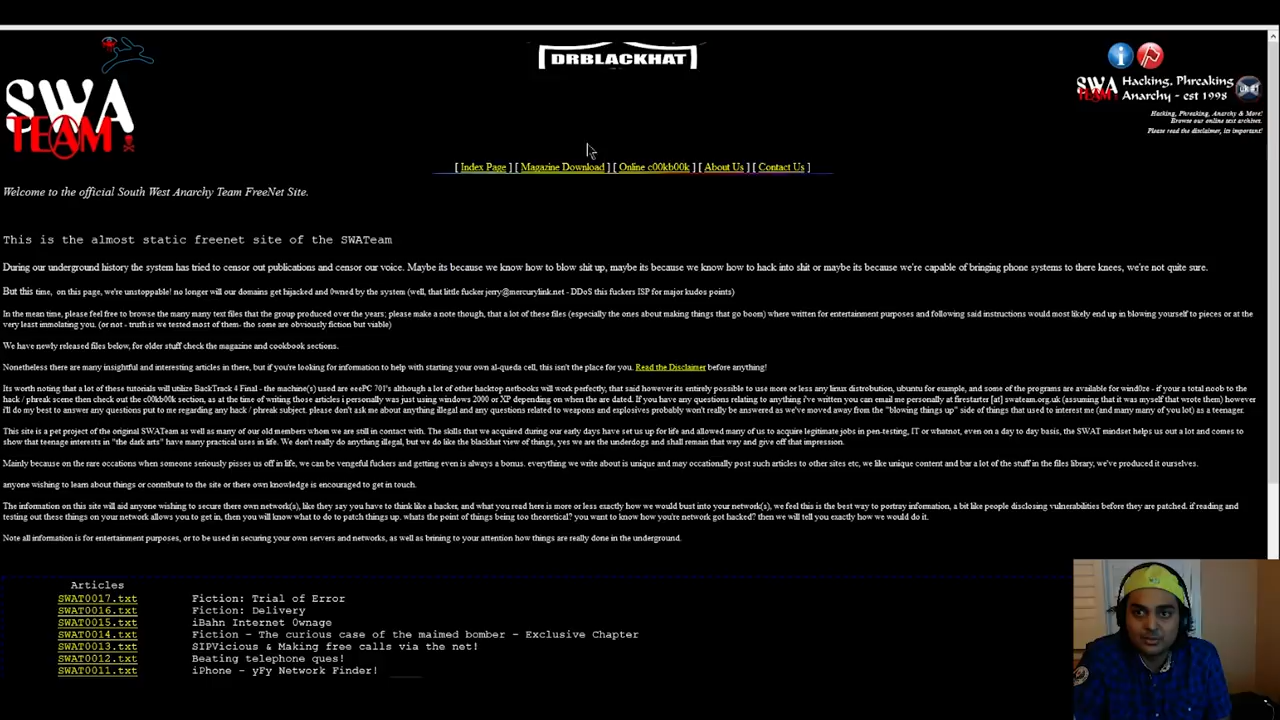 DRBLACKHAT
SWA
TEAM
SWA
TEAM
Hacking, Phreaking
Anarchy - est 1998
Hacking, Phreaking, Anarchy & More!
Browse our online text archives.
Please read the disclaimer, its important!
[ Index Page ] [ Magazine Download ] [ Online c00kb00k ] [ About Us ] [ Contact Us ]
Welcome to the official South West Anarchy Team FreeNet Site.
This is the almost static freenet site of the SWATeam
During our underground history the system has tried to censor out publications and censor our voice. Maybe its because we know how to blow shit up, maybe its because we know how to hack into shit or maybe its because we're capable of bringing phone systems to there knees, we're not quite sure.
But this time, on this page, we're unstoppable! no longer will our domains get hijacked and 0wned by the system (well, that little fucker jerry@mercurylink.net - DDoS this fuckers ISP for major kudos points)
In the mean time, please feel free to browse the many many text files that the group produced over the years; please make a note though, that a lot of these files (especially the ones about making things that go boom) where written for entertainment purposes and following said instructions would most likely end up in blowing yourself to pieces or at the
very least immolating you. (or not - truth is we tested most of them- tho some are obviously fiction but viable)
We have newly released files below, for older stuff check the magazine and cookbook sections.
Nonetheless there are many insightful and interesting articles in there, but if you're looking for information to help with starting your own al-queda cell, this isn't the place for you. Read the Disclaimer before anything!
Its worth noting that a lot of these tutorials will utilize BackTrack 4 Final - the machine(s) used are eeePC 701's although a lot of other hacktop netbooks will work perfectly, that said however its entirely possible to use more or less any linux distrobution, ubuntu for example, and some of the programs are available for wind0ze - if your a total noob to the
hack / phreak scene then check out the c00kb00k section, as at the time of writing those articles i personally was just using windows 2000 or XP depending on when the are dated. If you have any questions relating to anything i've written you can email me personally at firestarter [at] swateam.org.uk (assuming that it was myself that wrote them) however
i'll do my best to answer any questions put to me regarding any hack / phreak subject. please don't ask me about anything illegal and any questions related to weapons and explosives probably won't really be answered as we've moved away from the "blowing things up" side of things that used to interest me (and many many of you lot) as a teenager.
This site is a pet project of the original SWATeam as well as many of our old members whom we are still in contact with. The skills that we acquired during our early days have set us up for life and allowed many of us to acquire legitimate jobs in pen-testing, IT or whatnot, even on a day to day basis, the SWAT mindset helps us out a lot and comes to
show that teenage interests in "the dark arts" have many practical uses in life. We don't really do anything illegal, but we do like the blackhat view of things, yes we are the underdogs and shall remain that way and give off that impression.
Mainly because on the rare occations when someone seriously pisses us off in life, we can be vengeful fuckers and getting even is always a bonus. everything we write about is unique and may occationally post such articles to other sites etc, we like unique content and bar a lot of the stuff in the files library, we've produced it ourselves.
anyone wishing to learn about things or contribute to the site or there own knowledge is encouraged to get in touch.
The information on this site will aid anyone wishing to secure there own network(s), like they say you have to think like a hacker, and what you read here is more or less exactly how we would bust into your network(s), we feel this is the best way to portray information, a bit like people disclosing vulnerabilities before they are patched. if reading and
testing out these things on your network allows you to get in, then you will know what to do to patch things up. whats the point of things being too theoretical? you want to know how you're network got hacked? then we will tell you exactly how we would do it.
Note all information is for entertainment purposes, or to be used in securing your own servers and networks, as well as brining to your attention how things are really done in the underground.
Articles
SWAT0017.txt Fiction: Trial of Error
SWAT0016.txt Fiction: Delivery
SWAT0015.txt iBahn Internet 0wnage
SWAT0014.txt Fiction - The curious case of the maimed bomber - Exclusive Chapter
SWAT0013.txt SIPVicious & Making free calls via the net!
SWAT0012.txt Beating telephone ques!
SWAT0011.txt iPhone - yFy Network Finder!